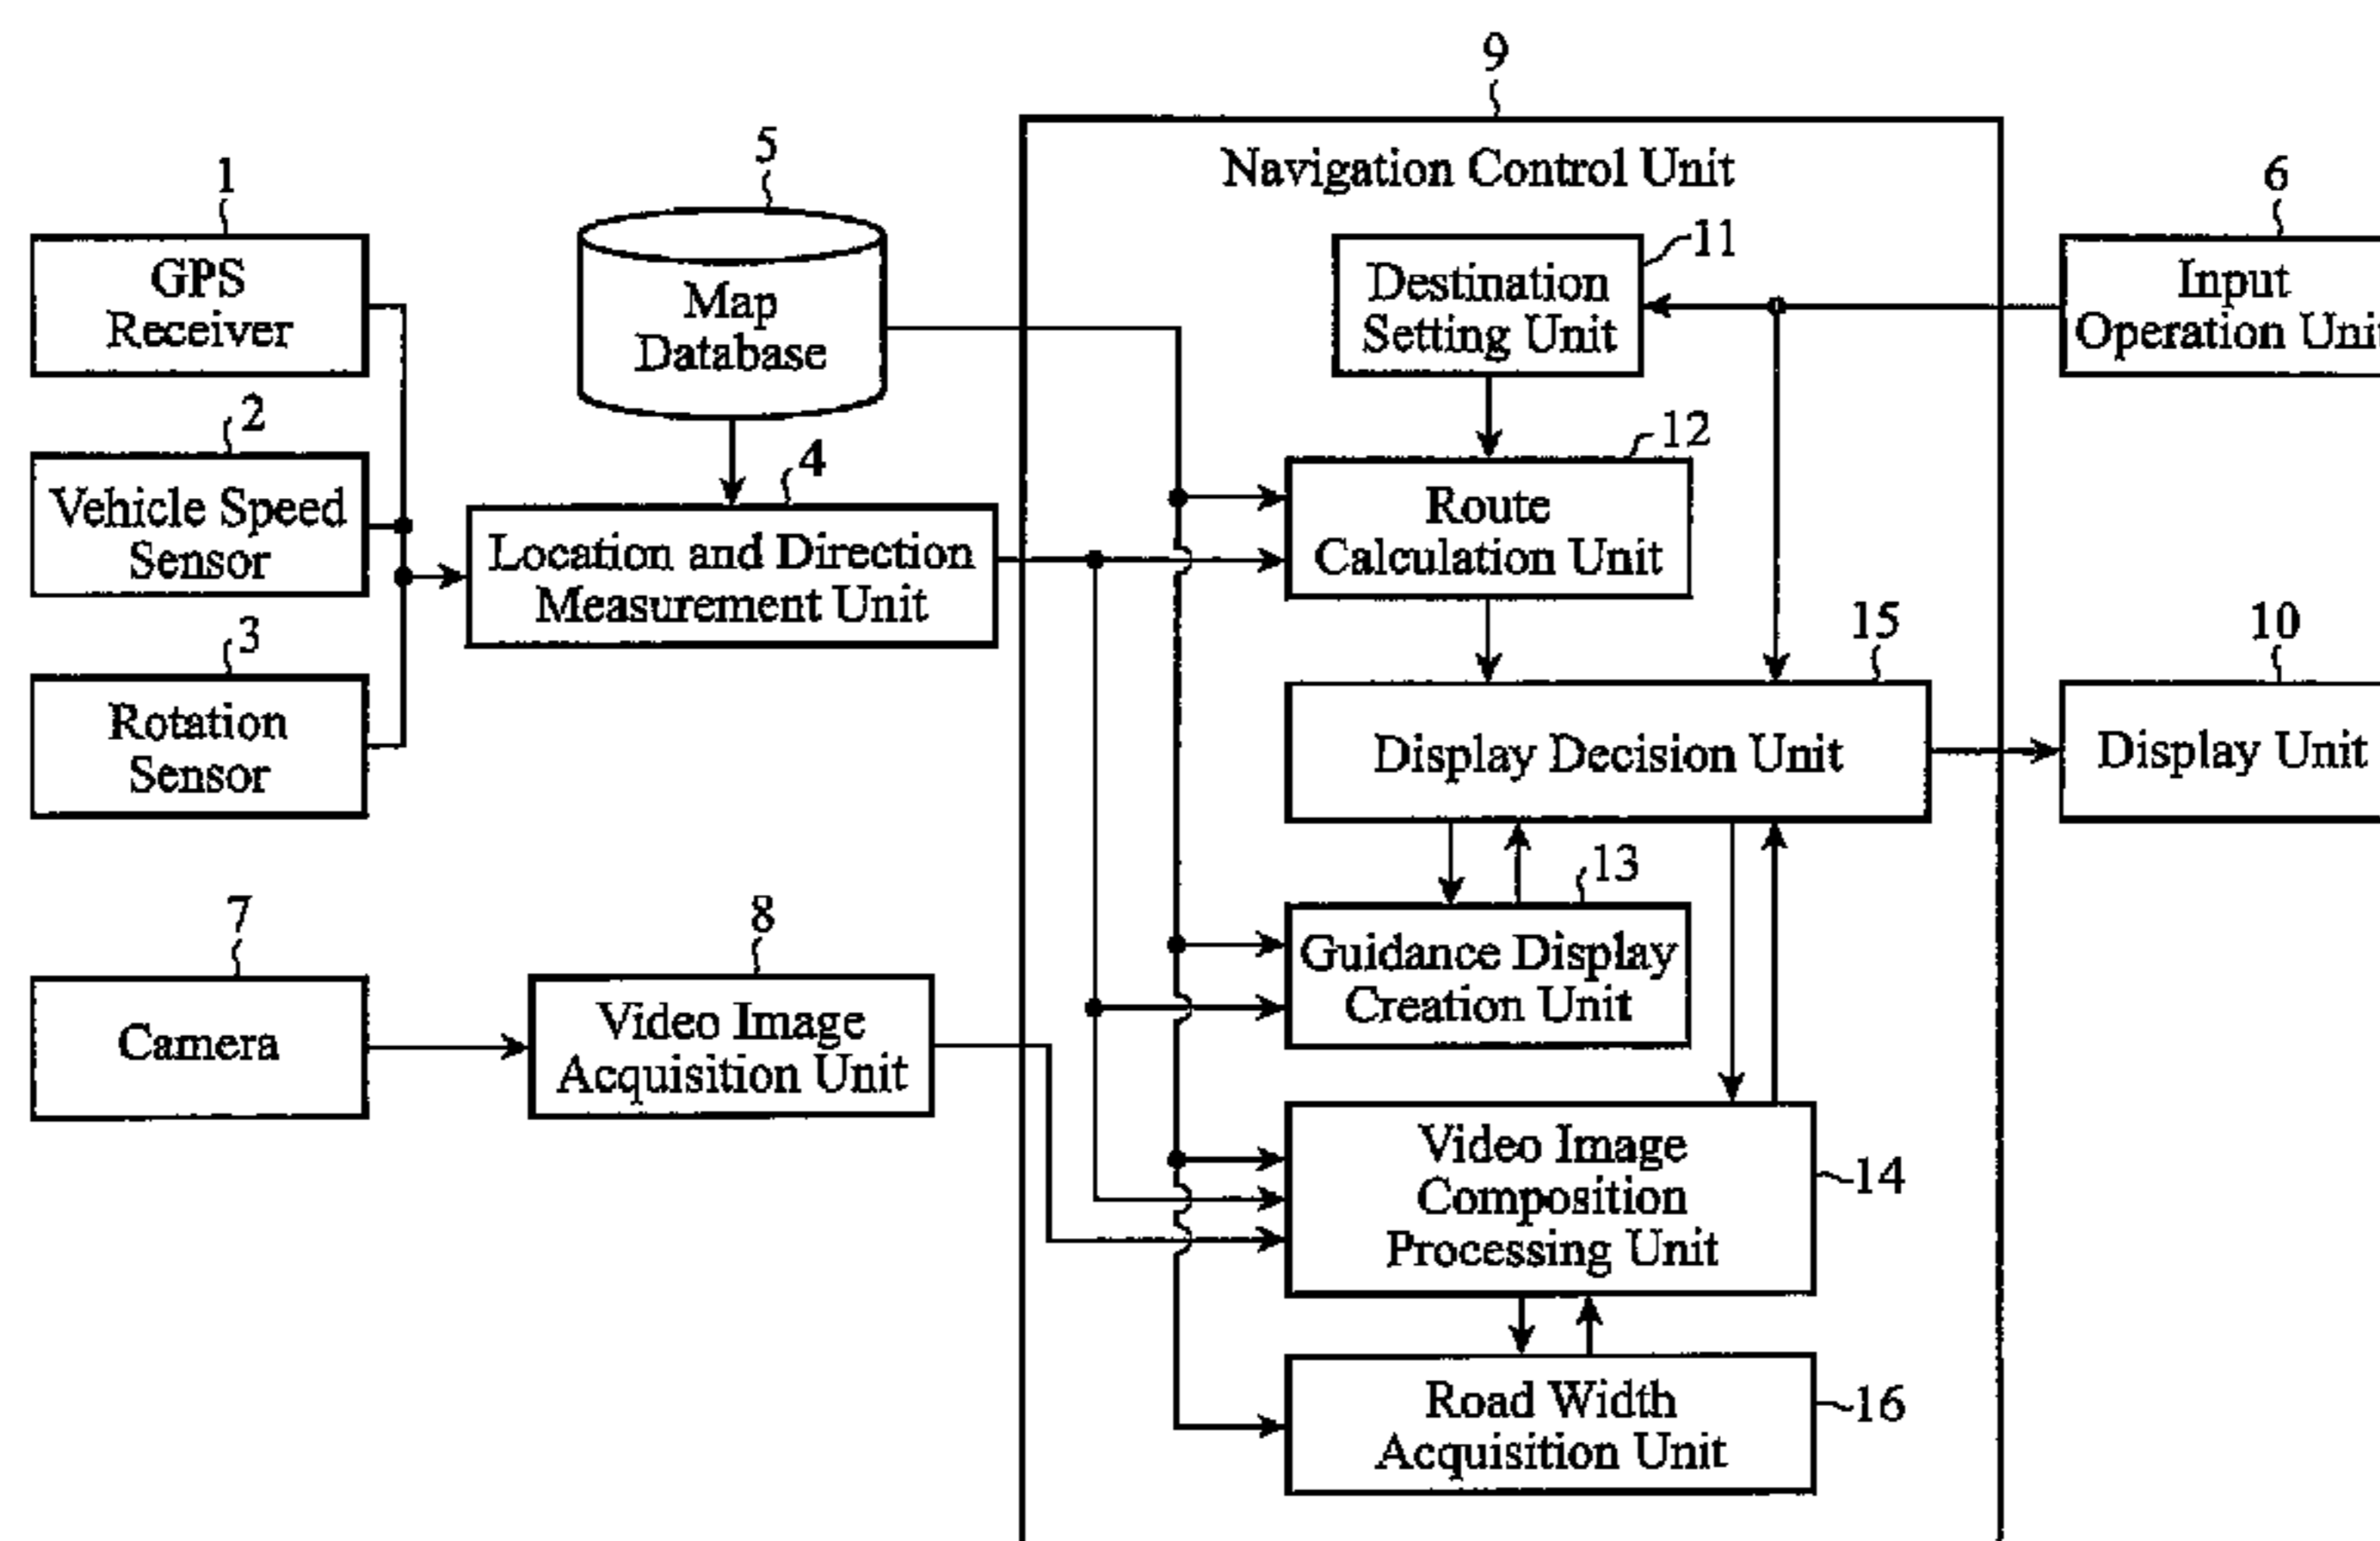 9
Navigation Control Unit
1
GPS
Receiver
2
Vehicle Speed
Sensor
3
Rotation
Sensor
5
Map
Database
4
Location and Direction
Measurement Unit
7
Camera
8
Video Image
Acquisition Unit
11
Destination
Setting Unit
12
Route
Calculation Unit
15
Display Decision Unit
13
Guidance Display
Creation Unit
14
Video Image
Composition
Processing Unit
16
Road Width
Acquisition Unit
6
Input
Operation Unit
10
Display Unit